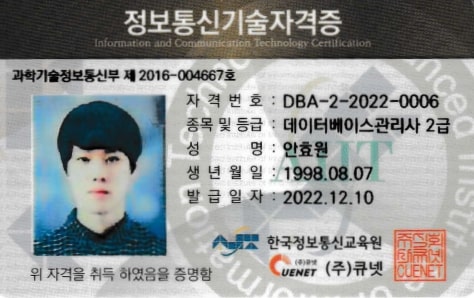 정보통신기술자격증
Information and Communication Technology Certification
과학기술정보통신부 제 2016-004667호
자 격 번 호 : DBA-2-2022-0006
종목 및 등급 : 데이터베이스관리사 2급
성 명 : 안효원
생 년 월 일 : 1998.08.07
발 급 일 자 : 2022.12.10
한국정보통신교육원
(주)큐넷
CUENET
(주)큐넷
CUENET
위 자격을 취득 하였음을 증명함